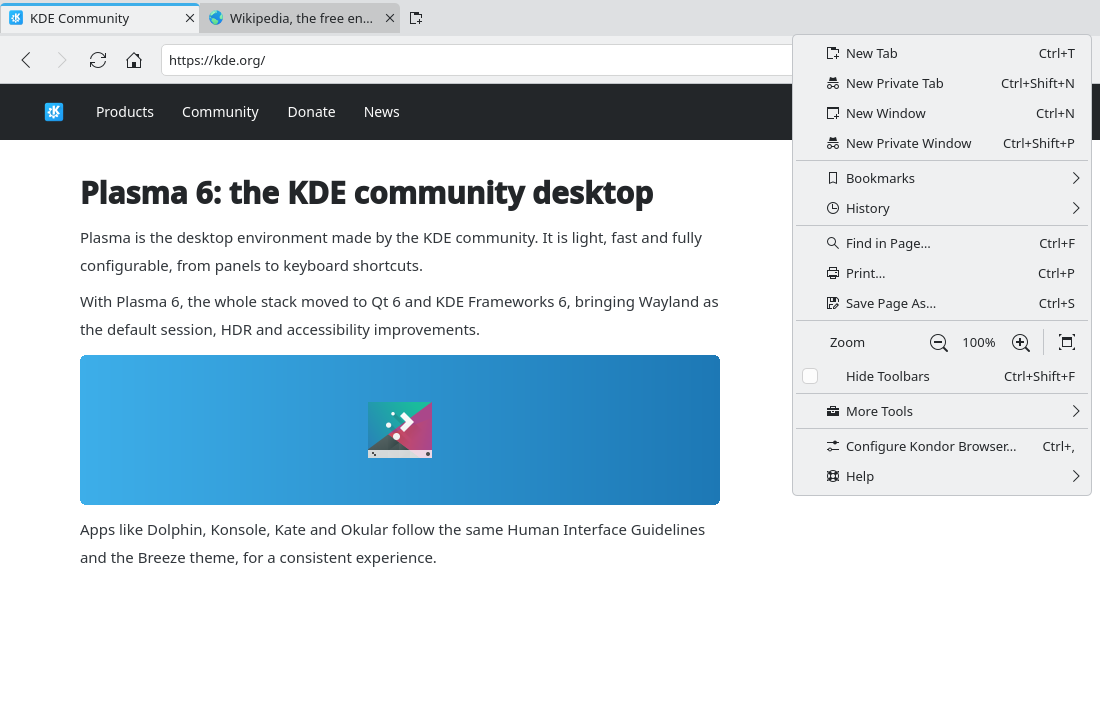 KDE Community
Wikipedia, the free en...
https://kde.org/
Products Community Donate News
Plasma 6: the KDE community desktop
Plasma is the desktop environment made by the KDE community. It is light, fast and fully
configurable, from panels to keyboard shortcuts.
With Plasma 6, the whole stack moved to Qt 6 and KDE Frameworks 6, bringing Wayland as
the default session, HDR and accessibility improvements.
Apps like Dolphin, Konsole, Kate and Okular follow the same Human Interface Guidelines
and the Breeze theme, for a consistent experience.
New Tab Ctrl+T
New Private Tab Ctrl+Shift+N
New Window Ctrl+N
New Private Window Ctrl+Shift+P
Bookmarks
History
Find in Page... Ctrl+F
Print... Ctrl+P
Save Page As... Ctrl+S
Zoom 100%
Hide Toolbars Ctrl+Shift+F
More Tools
Configure Kondor Browser... Ctrl+,
Help